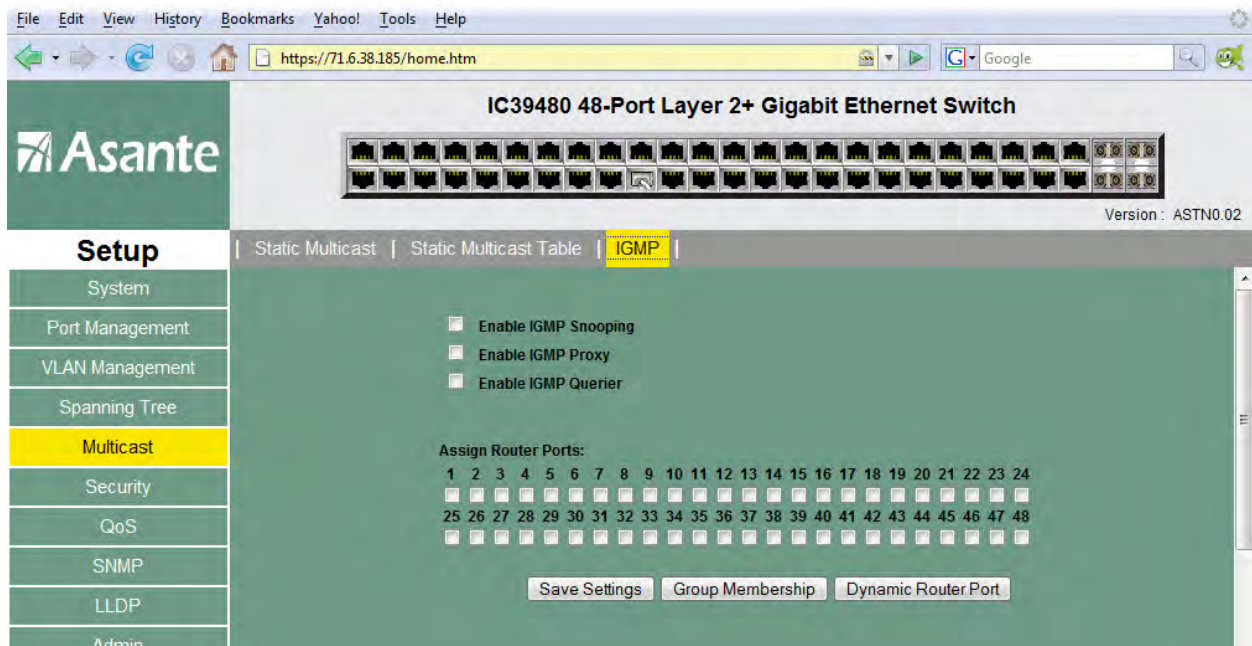 File Edit View History Bookmarks Yahoo! Tools Help
https://71.6.38.185/home.htm
G Google
IC39480 48-Port Layer 2+ Gigabit Ethernet Switch
Asante
Version : ASTN0.02
Setup
| Static Multicast | Static Multicast Table | IGMP |
System
Port Management
VLAN Management
Spanning Tree
Multicast
Security
QoS
SNMP
LLDP
Admin
Enable IGMP Snooping
Enable IGMP Proxy
Enable IGMP Querier
Assign Router Ports:
1 2 3 4 5 6 7 8 9 10 11 12 13 14 15 16 17 18 19 20 21 22 23 24
25 26 27 28 29 30 31 32 33 34 35 36 37 38 39 40 41 42 43 44 45 46 47 48
Save Settings Group Membership Dynamic Router Port